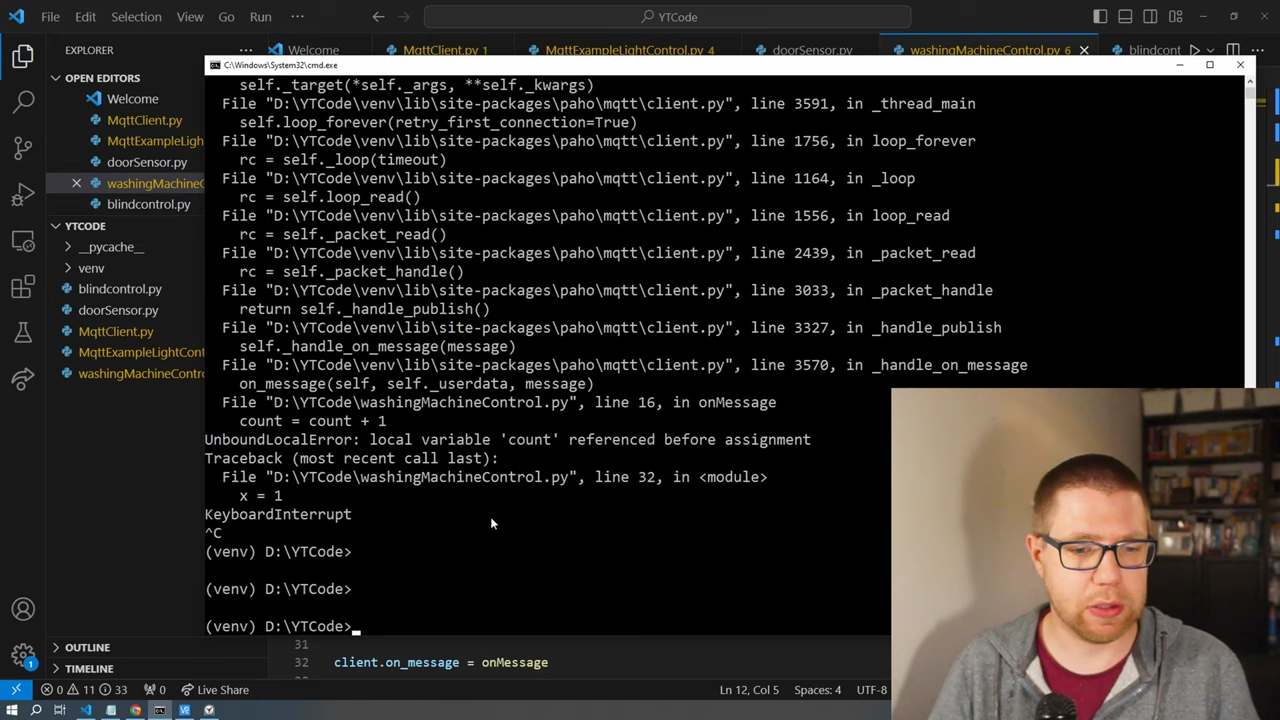 File Edit Selection View Go Run ··· YTCode
EXPLORER ···
Welcome MqttClient.py 1 MqttExampleLightControl.py 4 doorSensor.py washingMachineControl.py 6 blindcont
OPEN EDITORS
Welcome
MqttClient.py
MqttExampleLigh
doorSensor.py
washingMachineC
blindcontrol.py
YTCODE
__pycache__
venv
blindcontrol.py
doorSensor.py
MqttClient.py
MqttExampleLightCont
washingMachineContro
OUTLINE
TIMELINE
C:\Windows\System32\cmd.exe
self._target(*self._args, **self._kwargs)
File "D:\YTCode\venv\lib\site-packages\paho\mqtt\client.py", line 3591, in _thread_main
self.loop_forever(retry_first_connection=True)
File "D:\YTCode\venv\lib\site-packages\paho\mqtt\client.py", line 1756, in loop_forever
rc = self._loop(timeout)
File "D:\YTCode\venv\lib\site-packages\paho\mqtt\client.py", line 1164, in _loop
rc = self.loop_read()
File "D:\YTCode\venv\lib\site-packages\paho\mqtt\client.py", line 1556, in loop_read
rc = self._packet_read()
File "D:\YTCode\venv\lib\site-packages\paho\mqtt\client.py", line 2439, in _packet_read
rc = self._packet_handle()
File "D:\YTCode\venv\lib\site-packages\paho\mqtt\client.py", line 3033, in _packet_handle
return self._handle_publish()
File "D:\YTCode\venv\lib\site-packages\paho\mqtt\client.py", line 3327, in _handle_publish
self._handle_on_message(message)
File "D:\YTCode\venv\lib\site-packages\paho\mqtt\client.py", line 3570, in _handle_on_message
on_message(self, self._userdata, message)
File "D:\YTCode\washingMachineControl.py", line 16, in onMessage
count = count + 1
UnboundLocalError: local variable 'count' referenced before assignment
Traceback (most recent call last):
File "D:\YTCode\washingMachineControl.py", line 32, in <module>
x = 1
KeyboardInterrupt
^C
(venv) D:\YTCode>
(venv) D:\YTCode>
(venv) D:\YTCode>
31
32 client.on_message = onMessage
0 11 33 0 Live Share Ln 12, Col 5 Spaces: 4 UTF-8
1